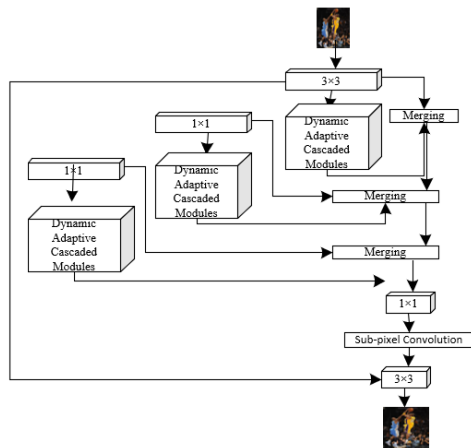 3×3
Dynamic
Adaptive
Cascaded
Modules
Merging
1×1
Dynamic
Adaptive
Cascaded
Modules
Merging
1×1
Dynamic
Adaptive
Cascaded
Modules
Merging
1×1
Sub-pixel Convolution
3×3